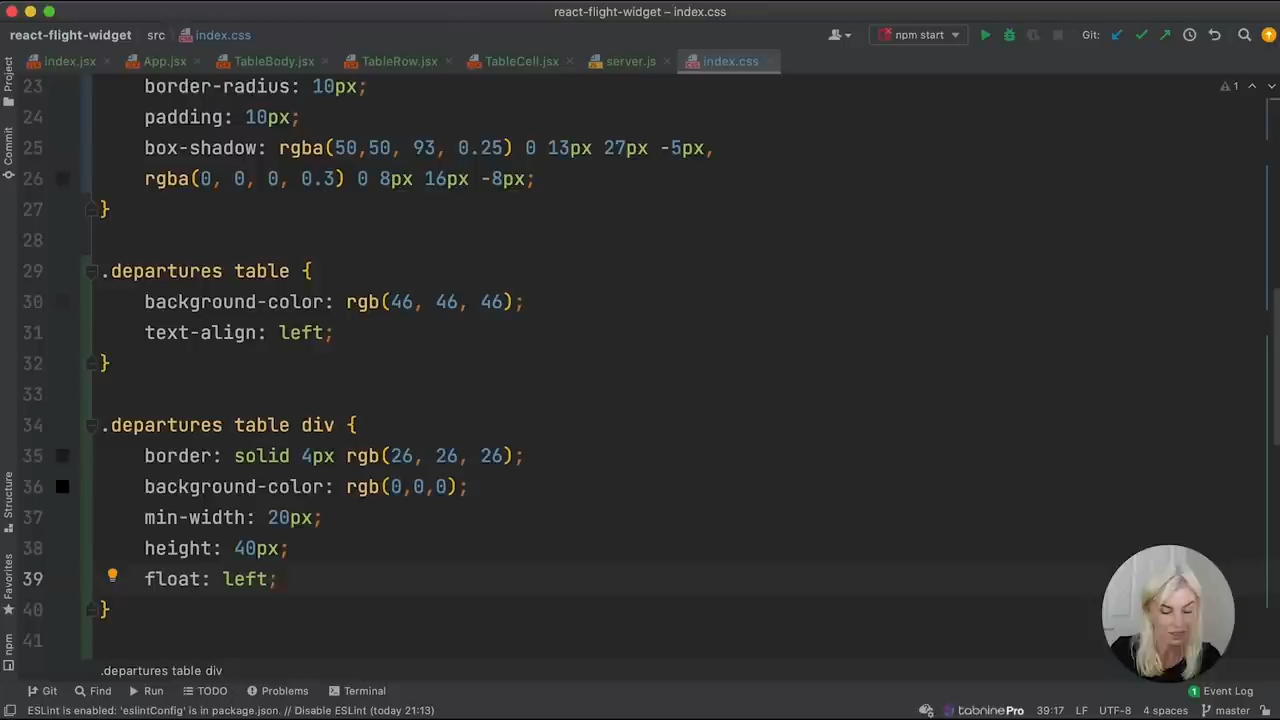 react-flight-widget – index.css
react-flight-widget src index.css npm start Git:
index.jsx App.jsx TableBody.jsx TableRow.jsx TableCell.jsx server.js index.css
Project
Commit
Structure
Favorites
npm
1
23 border-radius: 10px;
24 padding: 10px;
25 box-shadow: rgba(50,50, 93, 0.25) 0 13px 27px -5px,
26 rgba(0, 0, 0, 0.3) 0 8px 16px -8px;
27 }
28
29 .departures table {
30 background-color: rgb(46, 46, 46);
31 text-align: left;
32 }
33
34 .departures table div {
35 border: solid 4px rgb(26, 26, 26);
36 background-color: rgb(0,0,0);
37 min-width: 20px;
38 height: 40px;
39 float: left;
40 }
41
.departures table div
Git Find Run TODO Problems Terminal 1 Event Log
ESLint is enabled: 'eslintConfig' is in package.json. // Disable ESLint (today 21:13) tabninePro 39:17 LF UTF-8 4 spaces master